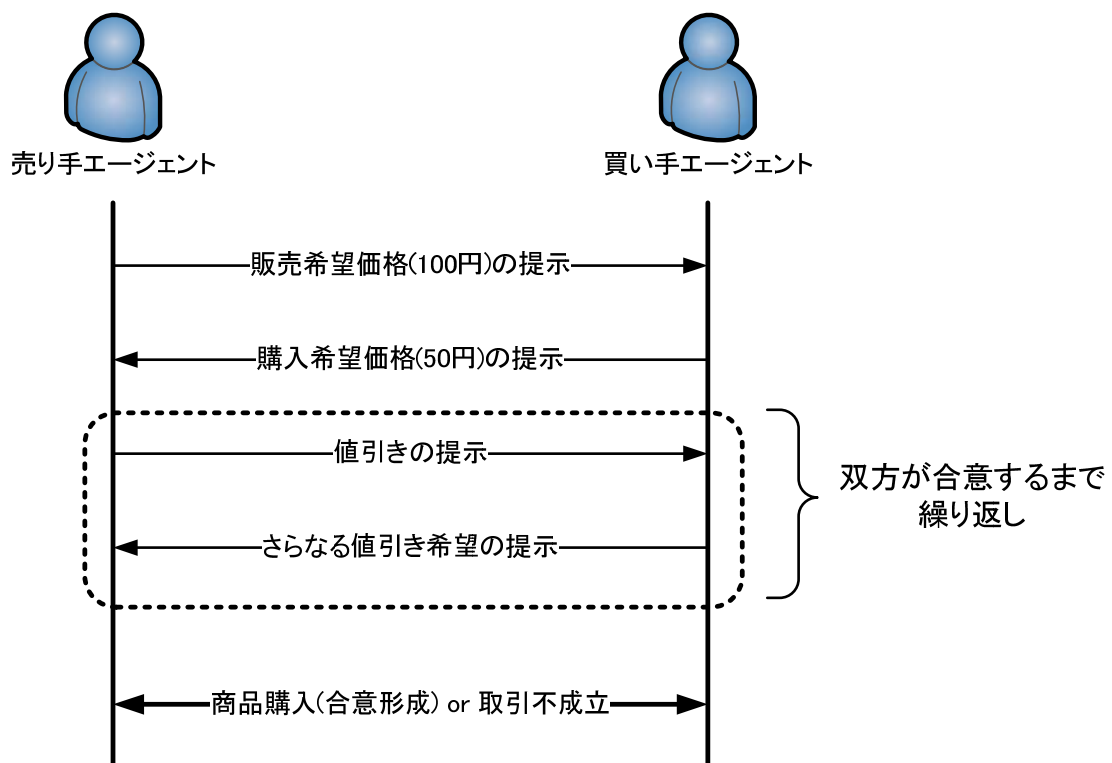 売り手エージェント
買い手エージェント
販売希望価格(100円)の提示
購入希望価格(50円)の提示
値引きの提示
さらなる値引き希望の提示
双方が合意するまで
繰り返し
商品購入(合意形成) or 取引不成立